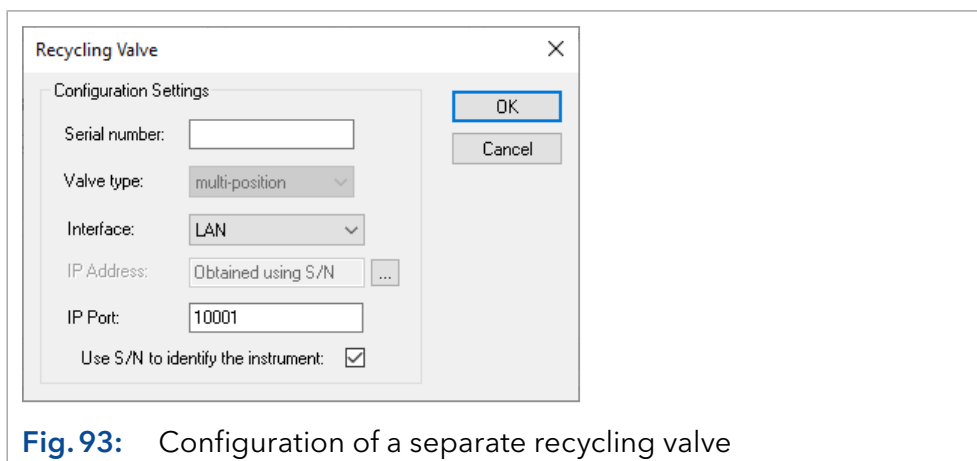 Recycling Valve
Configuration Settings
OK
Serial number:
Cancel
Valve type: multi-position
Interface: LAN
IP Address: Obtained using S/N ...
IP Port: 10001
Use S/N to identify the instrument:
Fig. 93: Configuration of a separate recycling valve